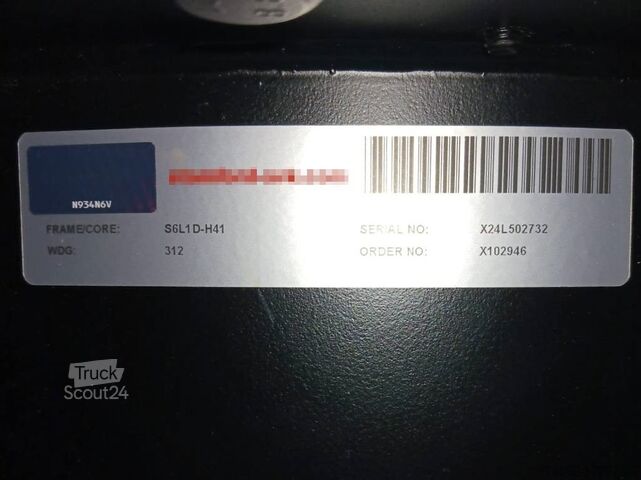 N934N6V
FRAME/CORE: S6L1D-H41 SERIAL NO: X24L502732
WDG: 312 ORDER NO: X102946
Truck
Scout24